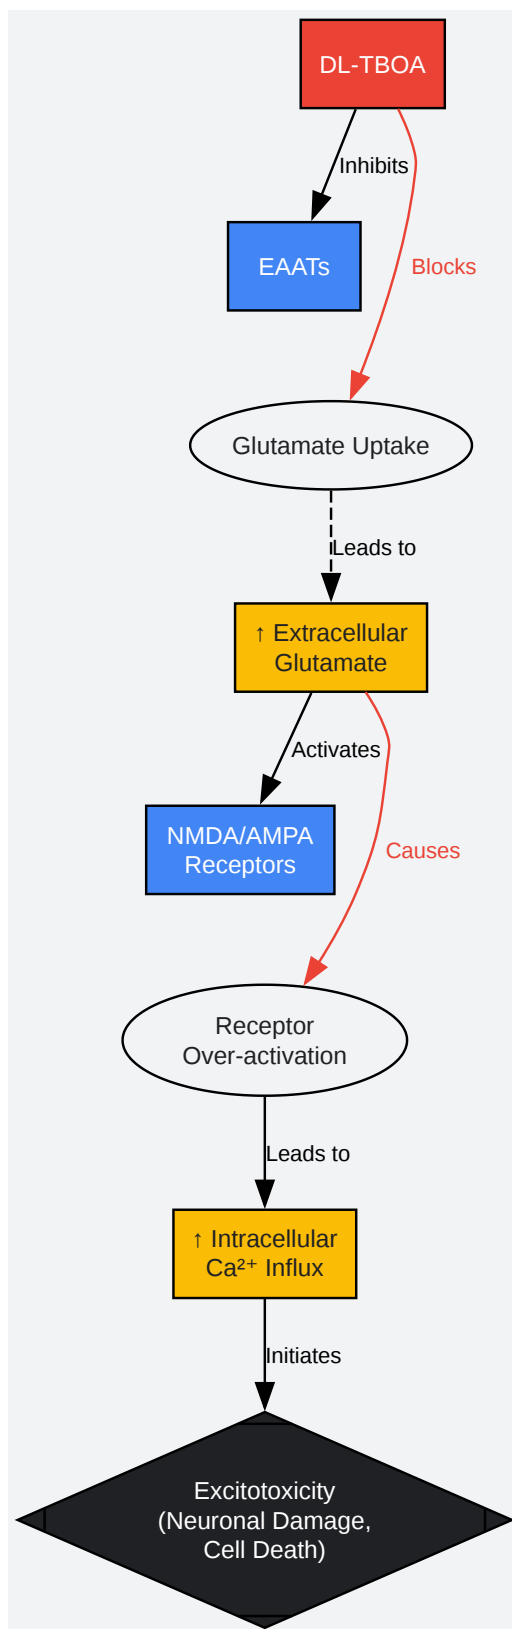 DL-TBOA
Inhibits
EAATs
Blocks
Glutamate Uptake
Leads to
↑ Extracellular
Glutamate
Activates
NMDA/AMPA
Receptors
Causes
Receptor
Over-activation
Leads to
↑ Intracellular
Ca²⁺ Influx
Initiates
Excitotoxicity
(Neuronal Damage,
Cell Death)